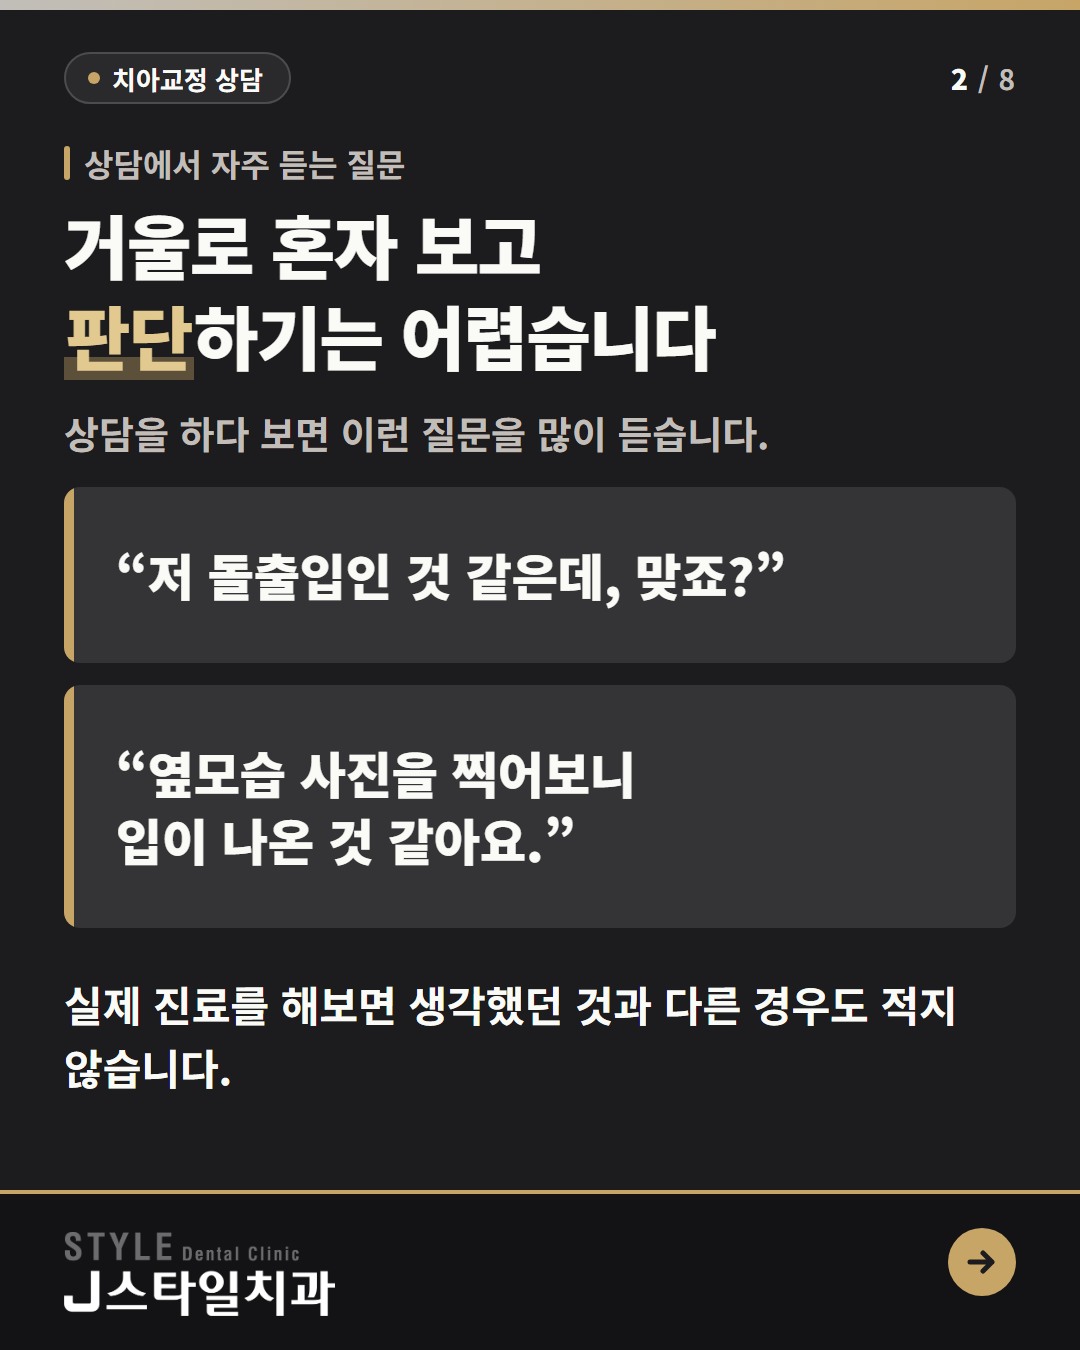 치아교정 상담
2 / 8
상담에서 자주 듣는 질문
거울로 혼자 보고
판단하기는 어렵습니다
상담을 하다 보면 이런 질문을 많이 듣습니다.
“저 돌출입인 것 같은데, 맞죠?”
“옆모습 사진을 찍어보니
입이 나온 것 같아요.”
실제 진료를 해보면 생각했던 것과 다른 경우도 적지
않습니다.
STYLE Dental Clinic
J스타일치과